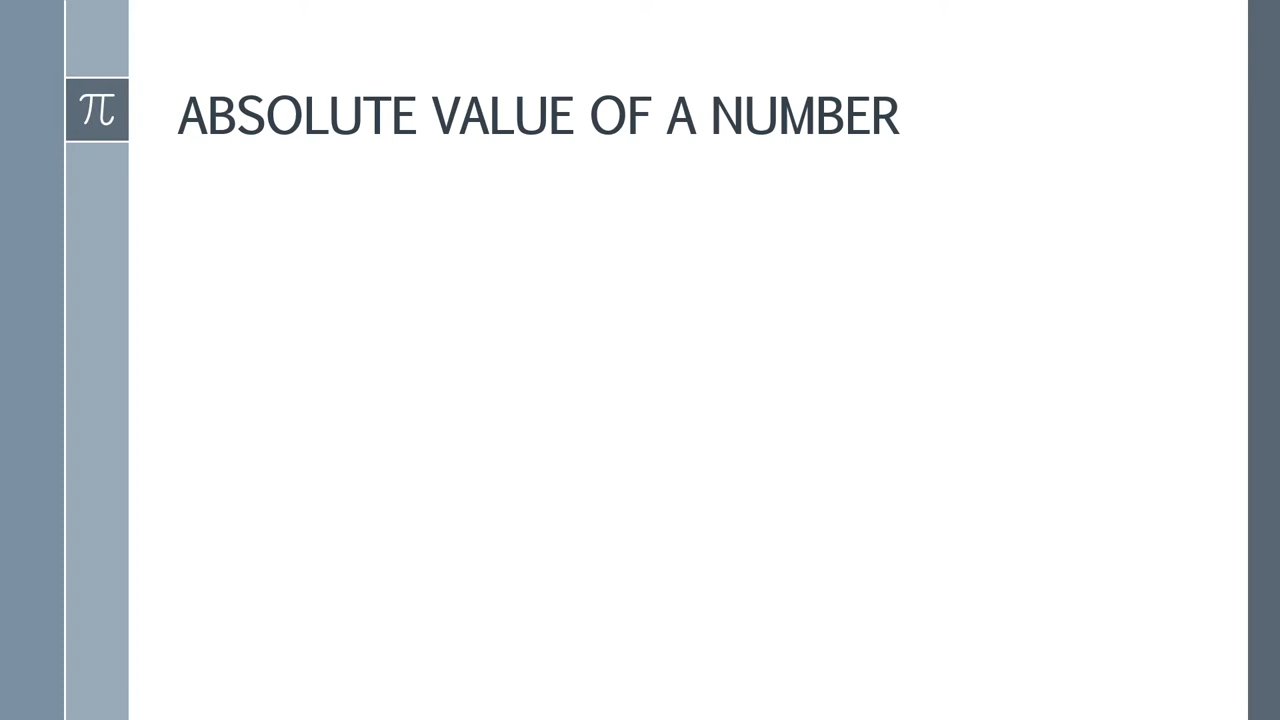 π
ABSOLUTE VALUE OF A NUMBER